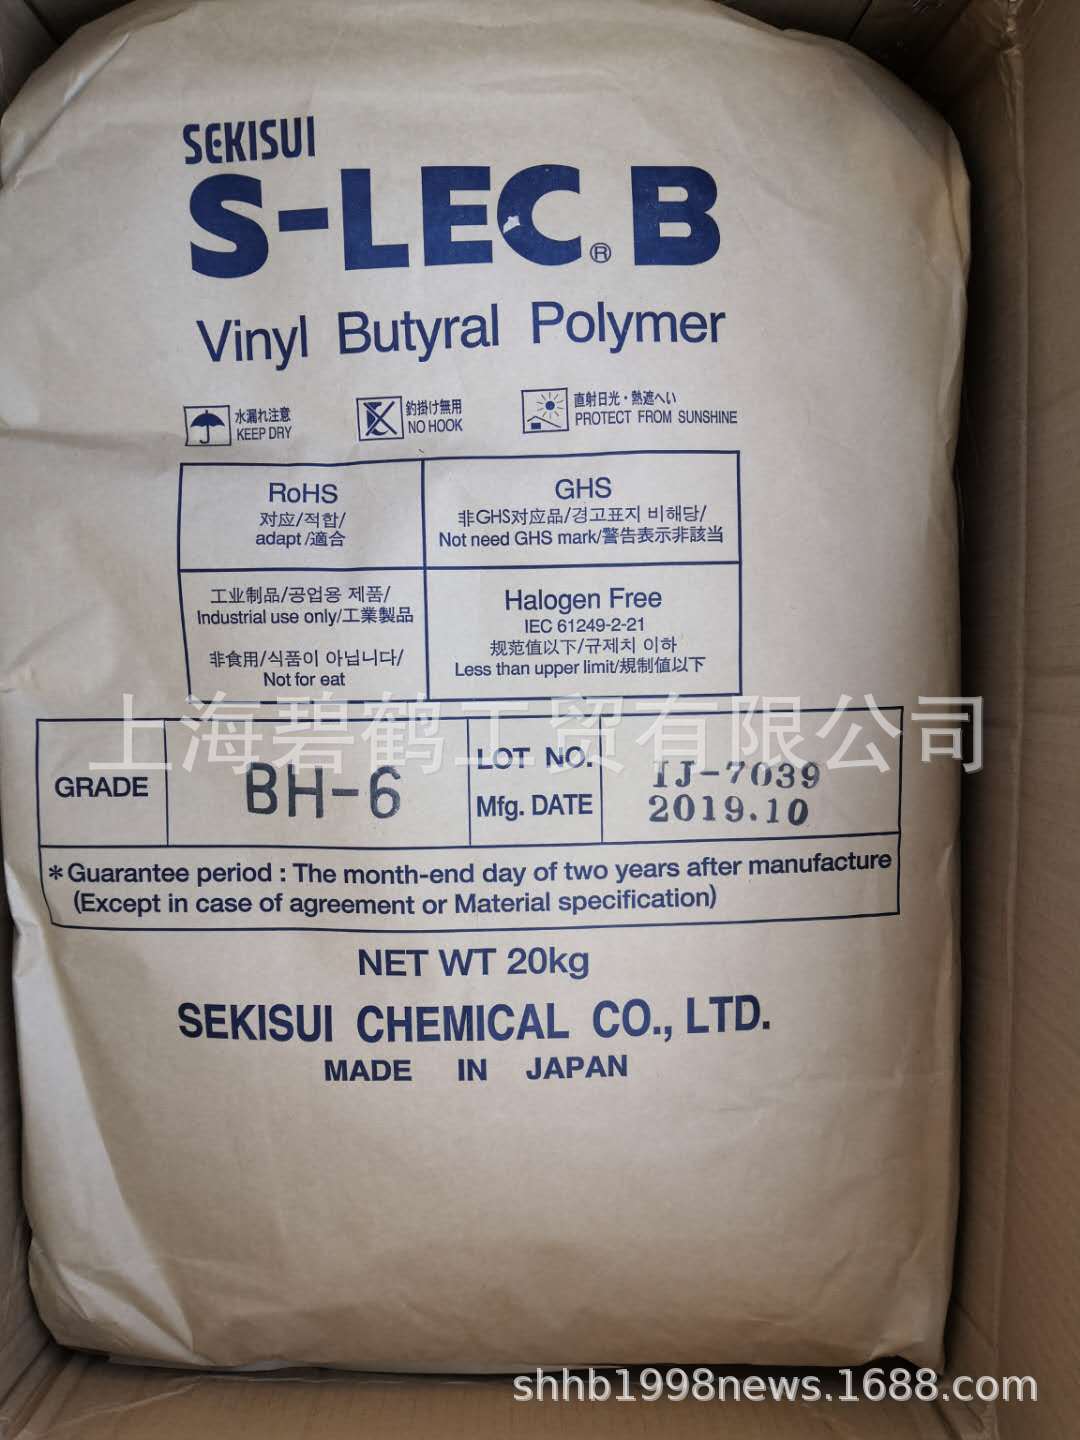 SEKISUI
S-LEC® B
Vinyl Butyral Polymer
水漏れ注意
KEEP DRY
釣掛け無用
NO HOOK
直射日光・熱遮へい
PROTECT FROM SUNSHINE
RoHS
对应/적합/
adapt/適合
GHS
非GHS对应品/경고표지 비해당/
Not need GHS mark/警告表示非該当
工业制品/공업용 제품/
Industrial use only/工業製品
非食用/식품이 아닙니다/
Not for eat
Halogen Free
IEC 61249-2-21
规范值以下/규제치 이하
Less than upper limit/規制値以下
上海碧鹤工贸有限公司
GRADE
BH-6
LOT NO.
IJ-7039
Mfg. DATE
2019.10
*Guarantee period : The month-end day of two years after manufacture
(Except in case of agreement or Material specification)
NET WT 20kg
SEKISUI CHEMICAL CO., LTD.
MADE IN JAPAN
shhb1998news.1688.com